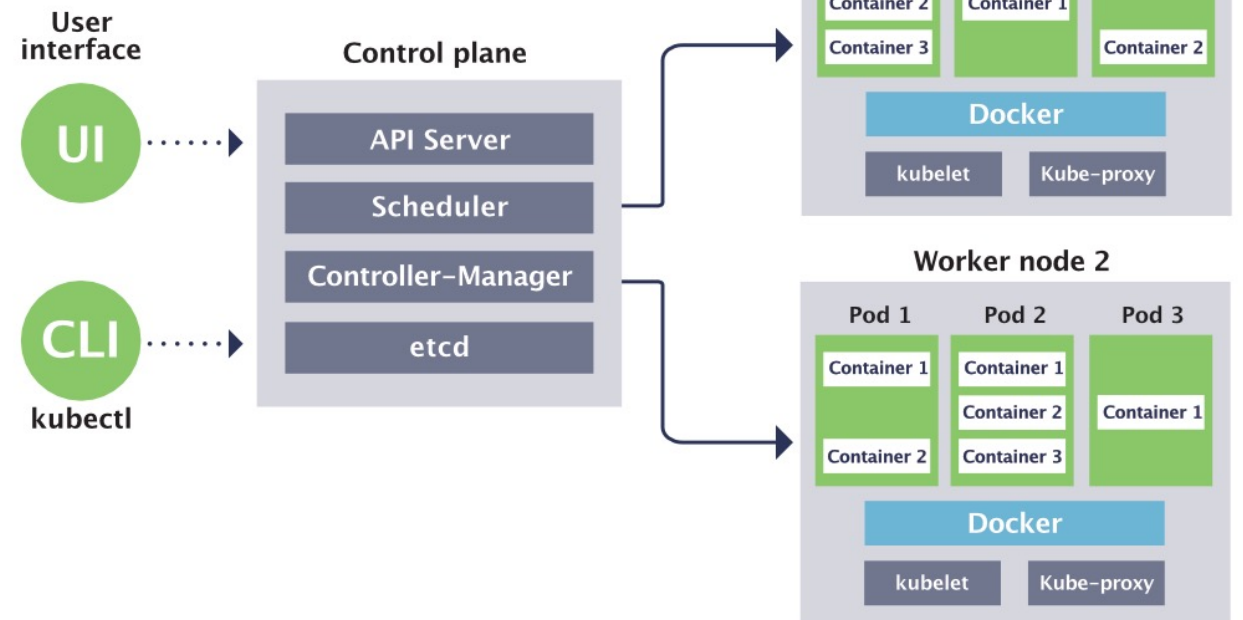 User
interface
UI
CLI
kubectl
Control plane
API Server
Scheduler
Controller-Manager
etcd
Container 2
Container 3
Container 1
Container 2
Docker
kubelet
Kube-proxy
Worker node 2
Pod 1
Container 1
Container 2
Pod 2
Container 1
Container 2
Container 3
Pod 3
Container 1
Docker
kubelet
Kube-proxy